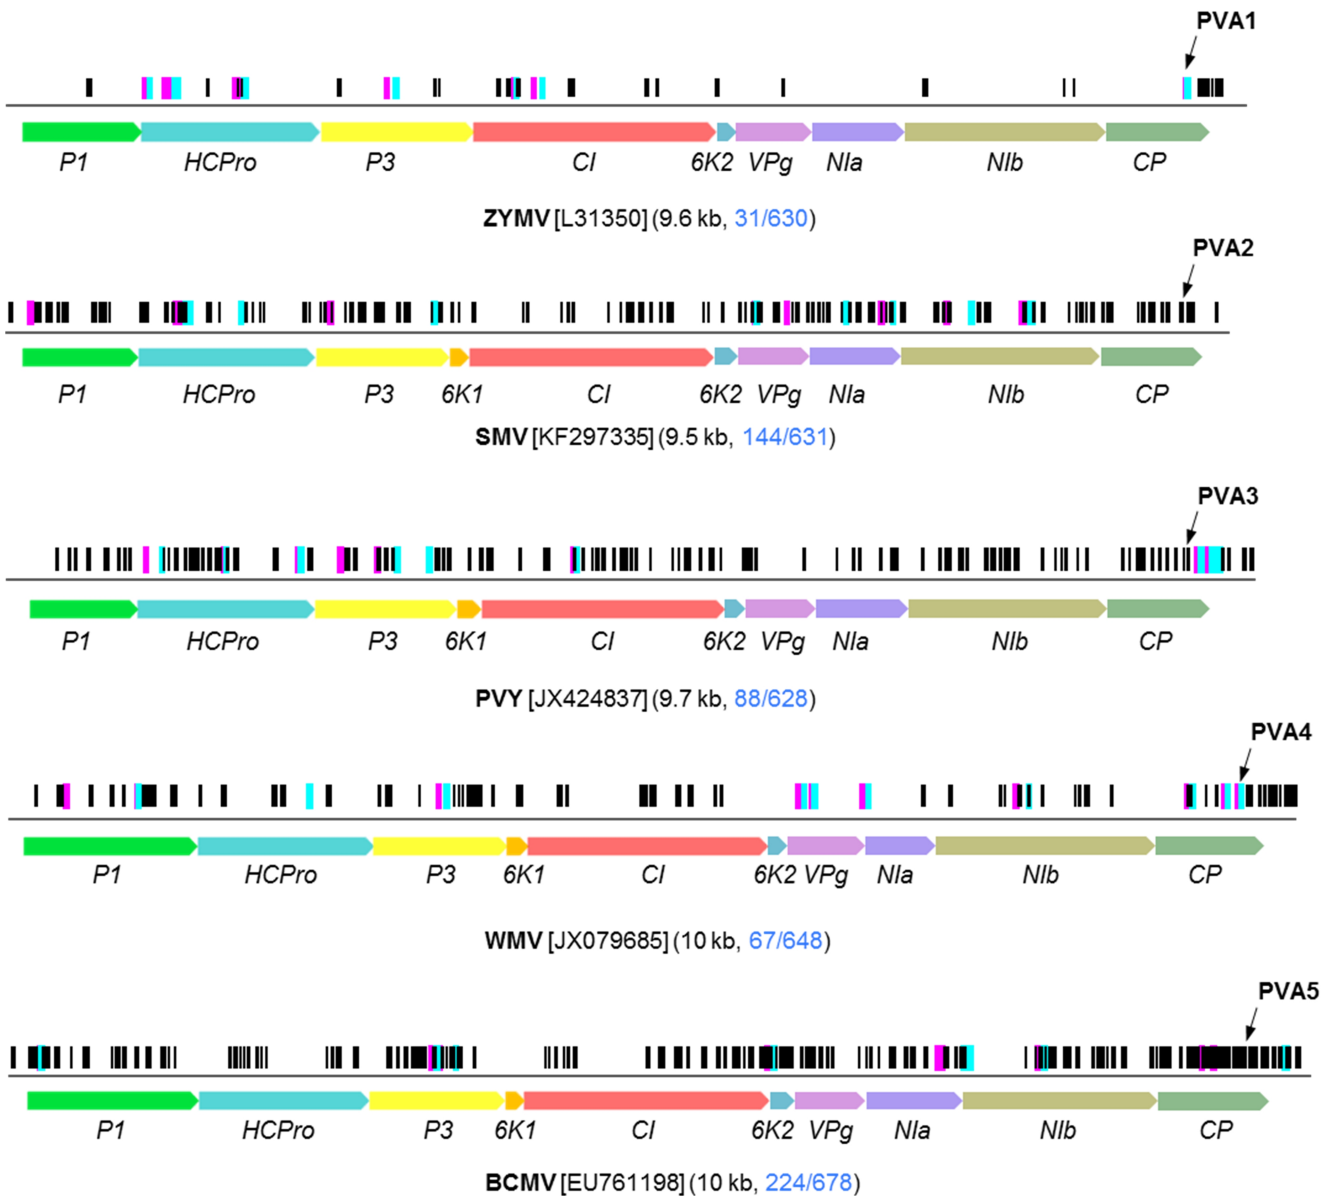 PVA1
P1 HCPro P3 CI 6K2 VPg NIa NIb CP
ZYMV [L31350] (9.6 kb, 31/630)
PVA2
P1 HCPro P3 6K1 CI 6K2 VPg NIa NIb CP
SMV [KF297335] (9.5 kb, 144/631)
PVA3
P1 HCPro P3 6K1 CI 6K2 VPg NIa NIb CP
PVY [JX424837] (9.7 kb, 88/628)
PVA4
P1 HCPro P3 6K1 CI 6K2 VPg NIa NIb CP
WMV [JX079685] (10 kb, 67/648)
PVA5
P1 HCPro P3 6K1 CI 6K2 VPg NIa NIb CP
BCMV [EU761198] (10 kb, 224/678)